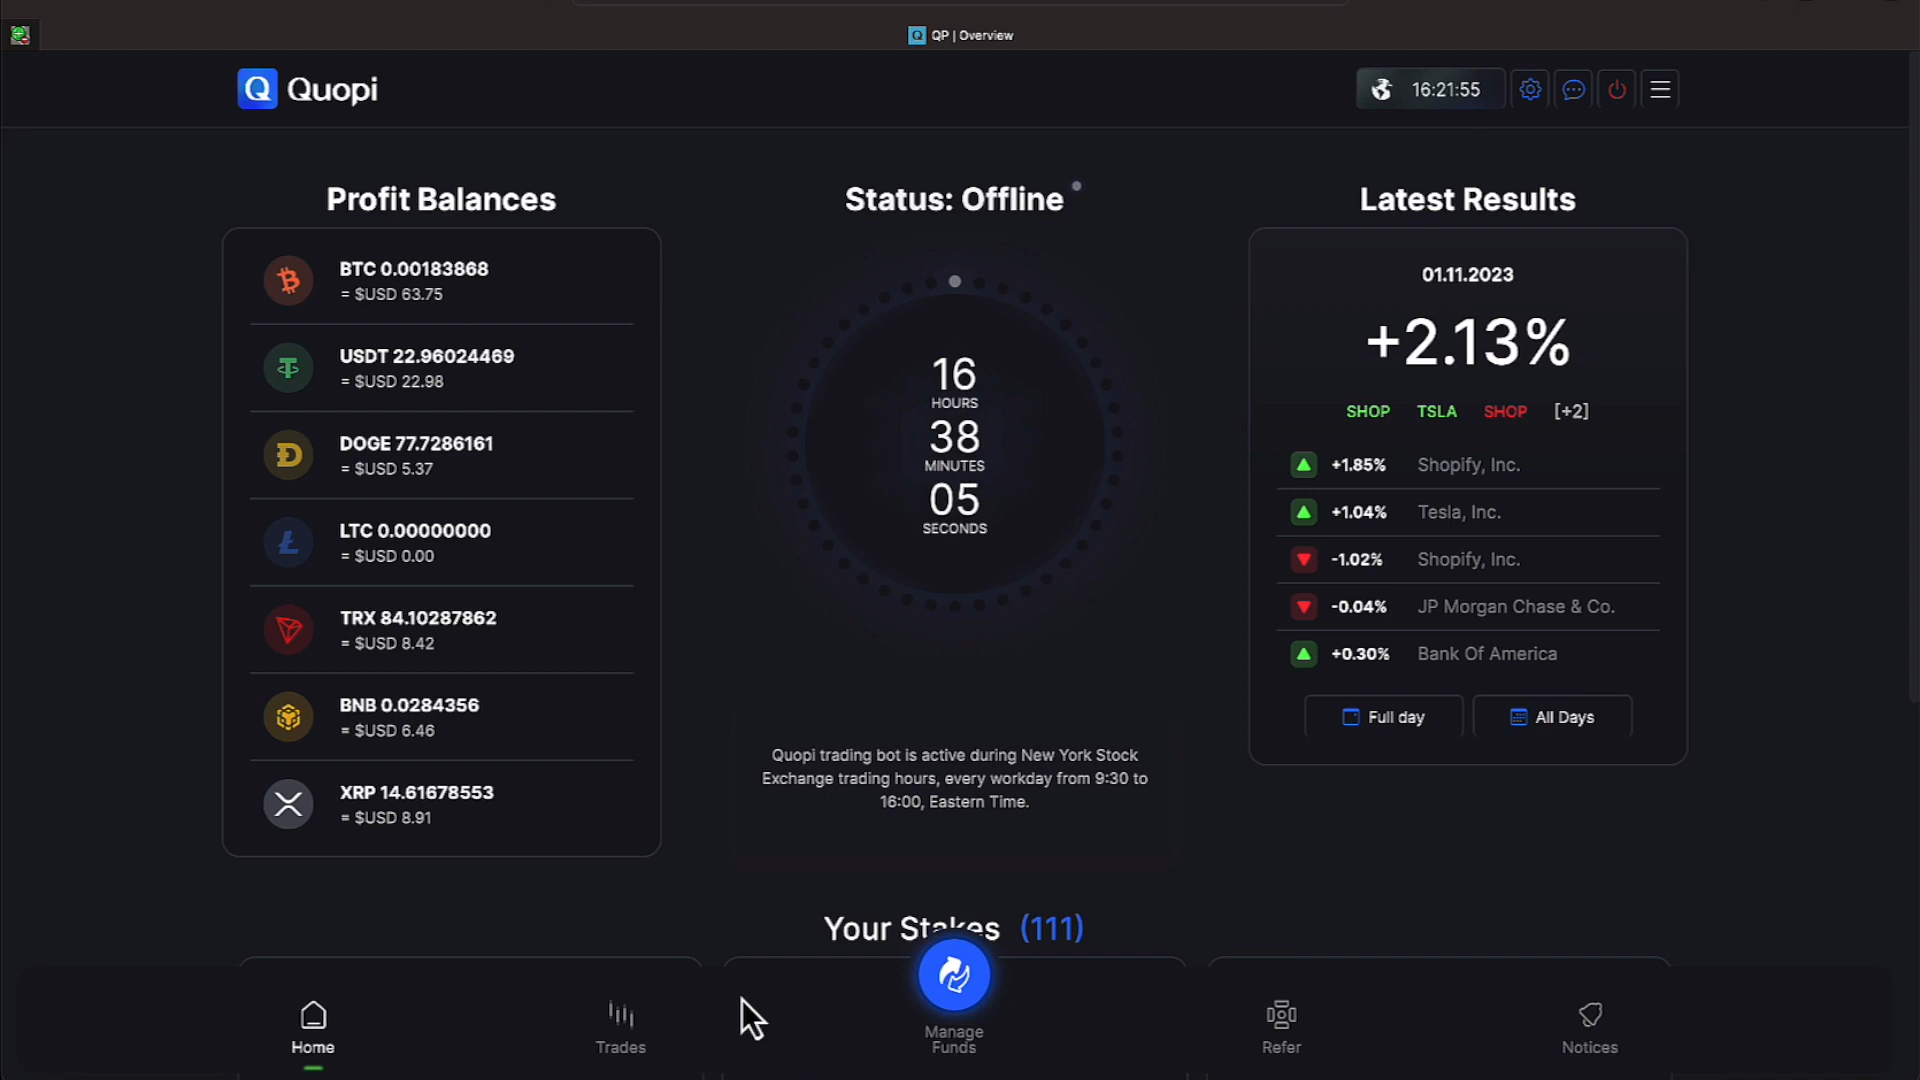 QP | Overview
Quopi
16:21:55
Profit Balances
BTC 0.00183868
= $USD 63.75
USDT 22.96024469
= $USD 22.98
DOGE 77.7286161
= $USD 5.37
LTC 0.00000000
= $USD 0.00
TRX 84.10287862
= $USD 8.42
BNB 0.0284356
= $USD 6.46
XRP 14.61678553
= $USD 8.91
Status: Offline
16
HOURS
38
MINUTES
05
SECONDS
Quopi trading bot is active during New York Stock
Exchange trading hours, every workday from 9:30 to
16:00, Eastern Time.
Latest Results
01.11.2023
+2.13%
SHOP TSLA SHOP [+2]
+1.85% Shopify, Inc.
+1.04% Tesla, Inc.
-1.02% Shopify, Inc.
-0.04% JP Morgan Chase & Co.
+0.30% Bank Of America
Full day All Days
Your Stakes (111)
Home
Trades
Manage
Funds
Refer
Notices